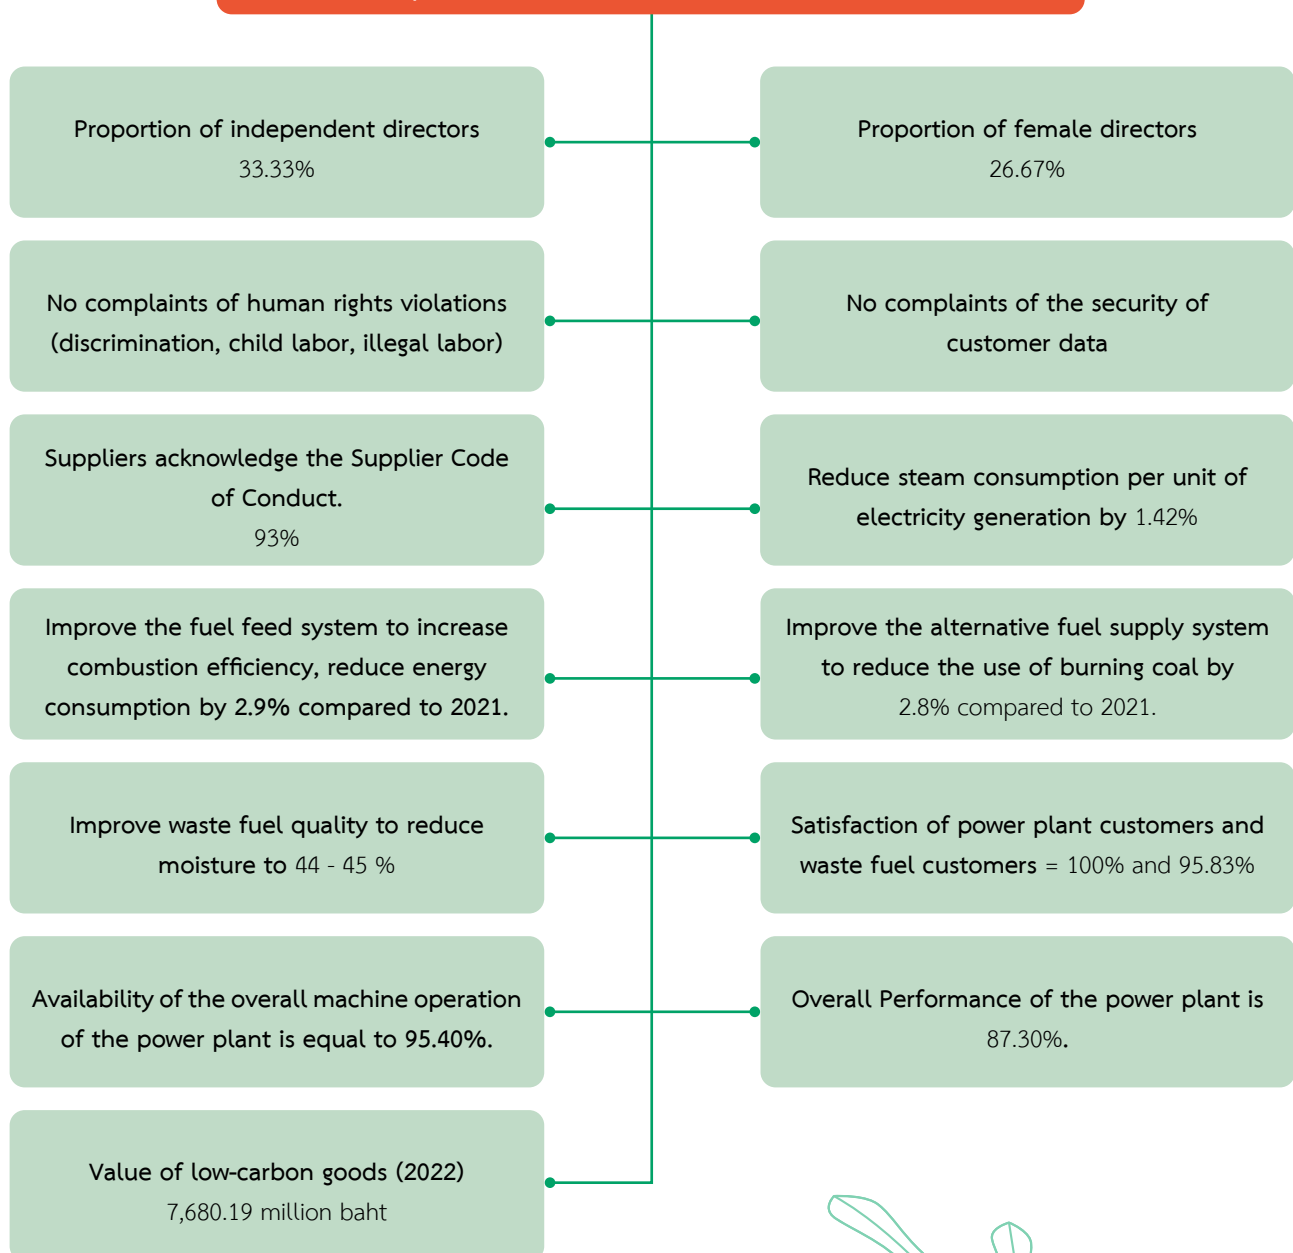 Proportion of independent directors
33.33%
Proportion of female directors
26.67%
No complaints of human rights violations
(discrimination, child labor, illegal labor)
No complaints of the security of
customer data
Suppliers acknowledge the Supplier Code
of Conduct.
93%
Reduce steam consumption per unit of
electricity generation by 1.42%
Improve the fuel feed system to increase
combustion efficiency, reduce energy
consumption by 2.9% compared to 2021.
Improve the alternative fuel supply system
to reduce the use of burning coal by
2.8% compared to 2021.
Improve waste fuel quality to reduce
moisture to 44 - 45 %
Satisfaction of power plant customers and
waste fuel customers = 100% and 95.83%
Availability of the overall machine operation
of the power plant is equal to 95.40%.
Overall Performance of the power plant is
87.30%.
Value of low-carbon goods (2022)
7,680.19 million baht